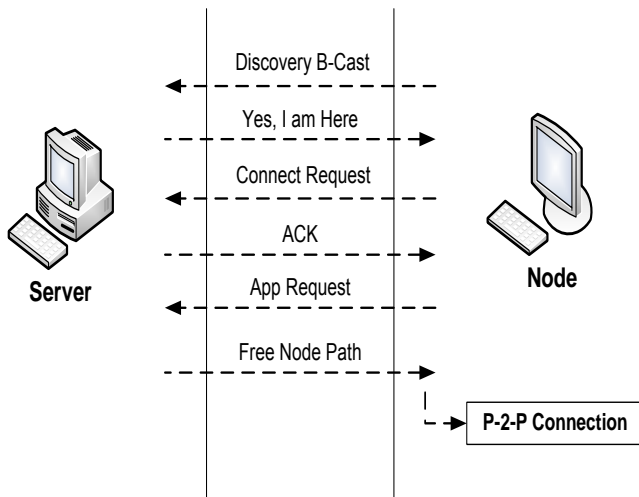 Discovery B-Cast
Yes, I am Here
Connect Request
ACK
App Request
Free Node Path
Server
Node
P-2-P Connection